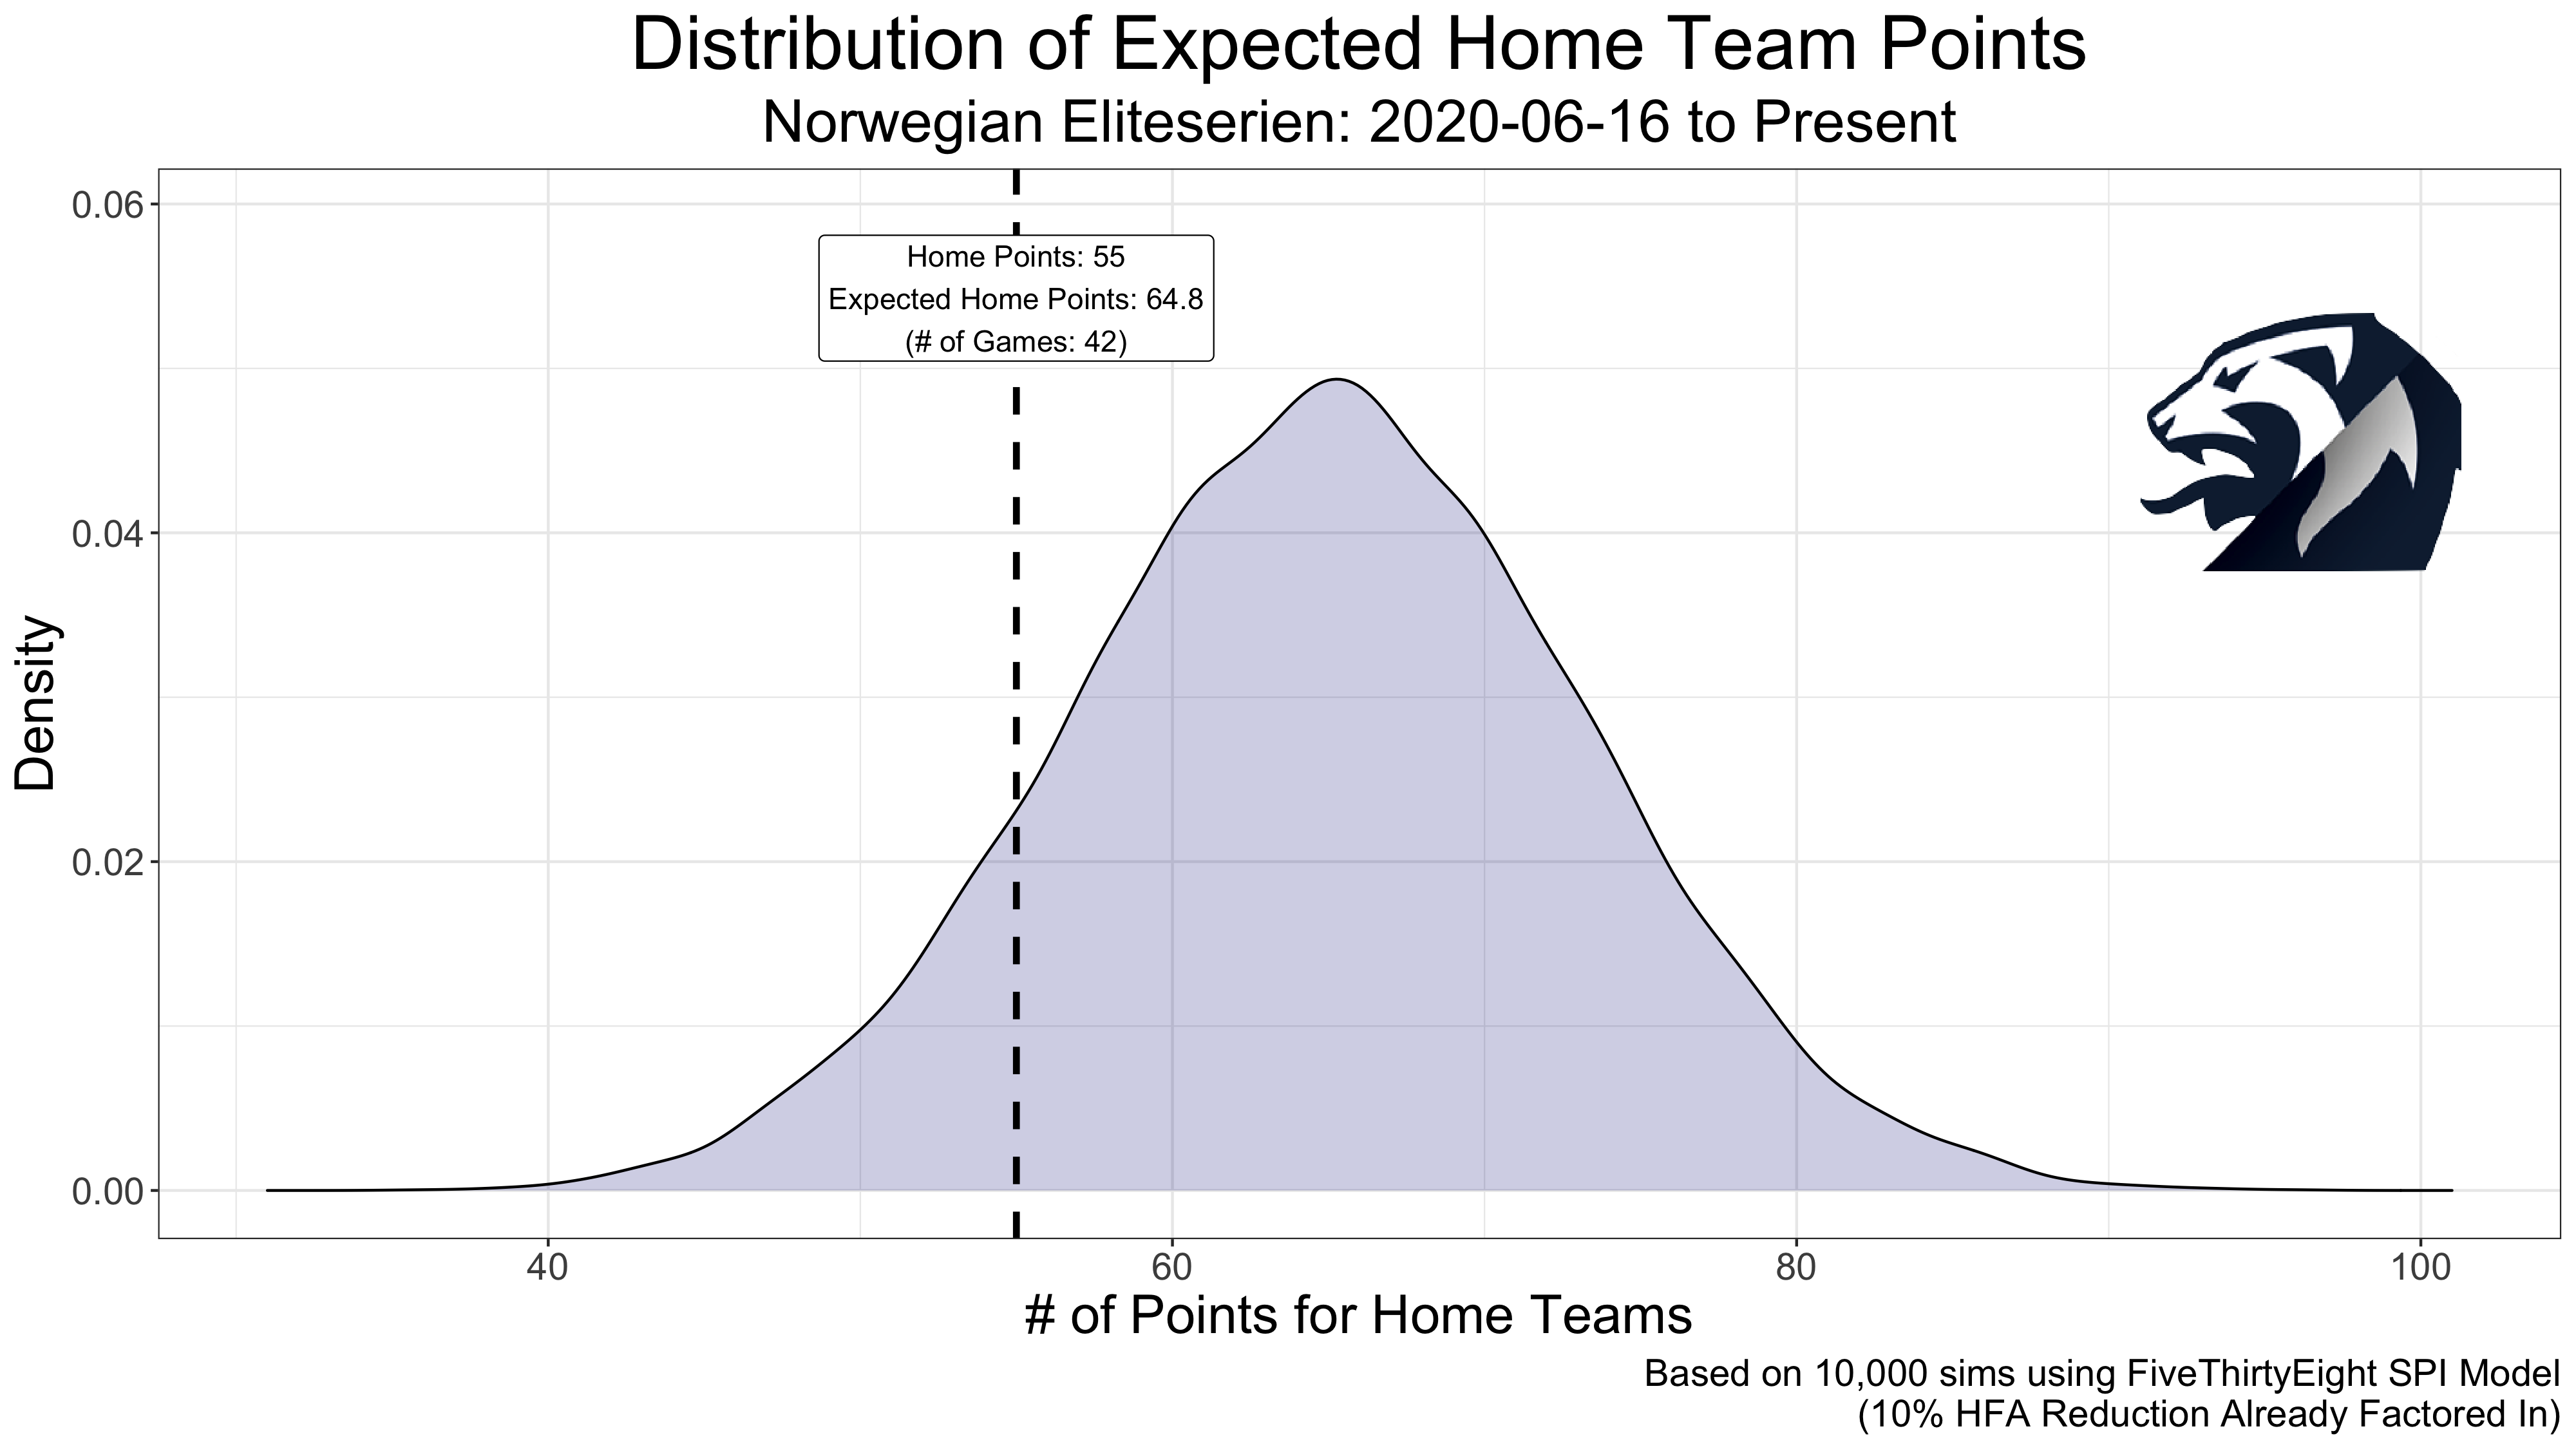 Distribution of Expected Home Team Points
Norwegian Eliteserien: 2020-06-16 to Present
0.06
Home Points: 55
Expected Home Points: 64.8
(# of Games: 42)
0.04
Density
0.02
0.00
40 60 80 100
# of Points for Home Teams
Based on 10,000 sims using FiveThirtyEight SPI Model
(10% HFA Reduction Already Factored In)